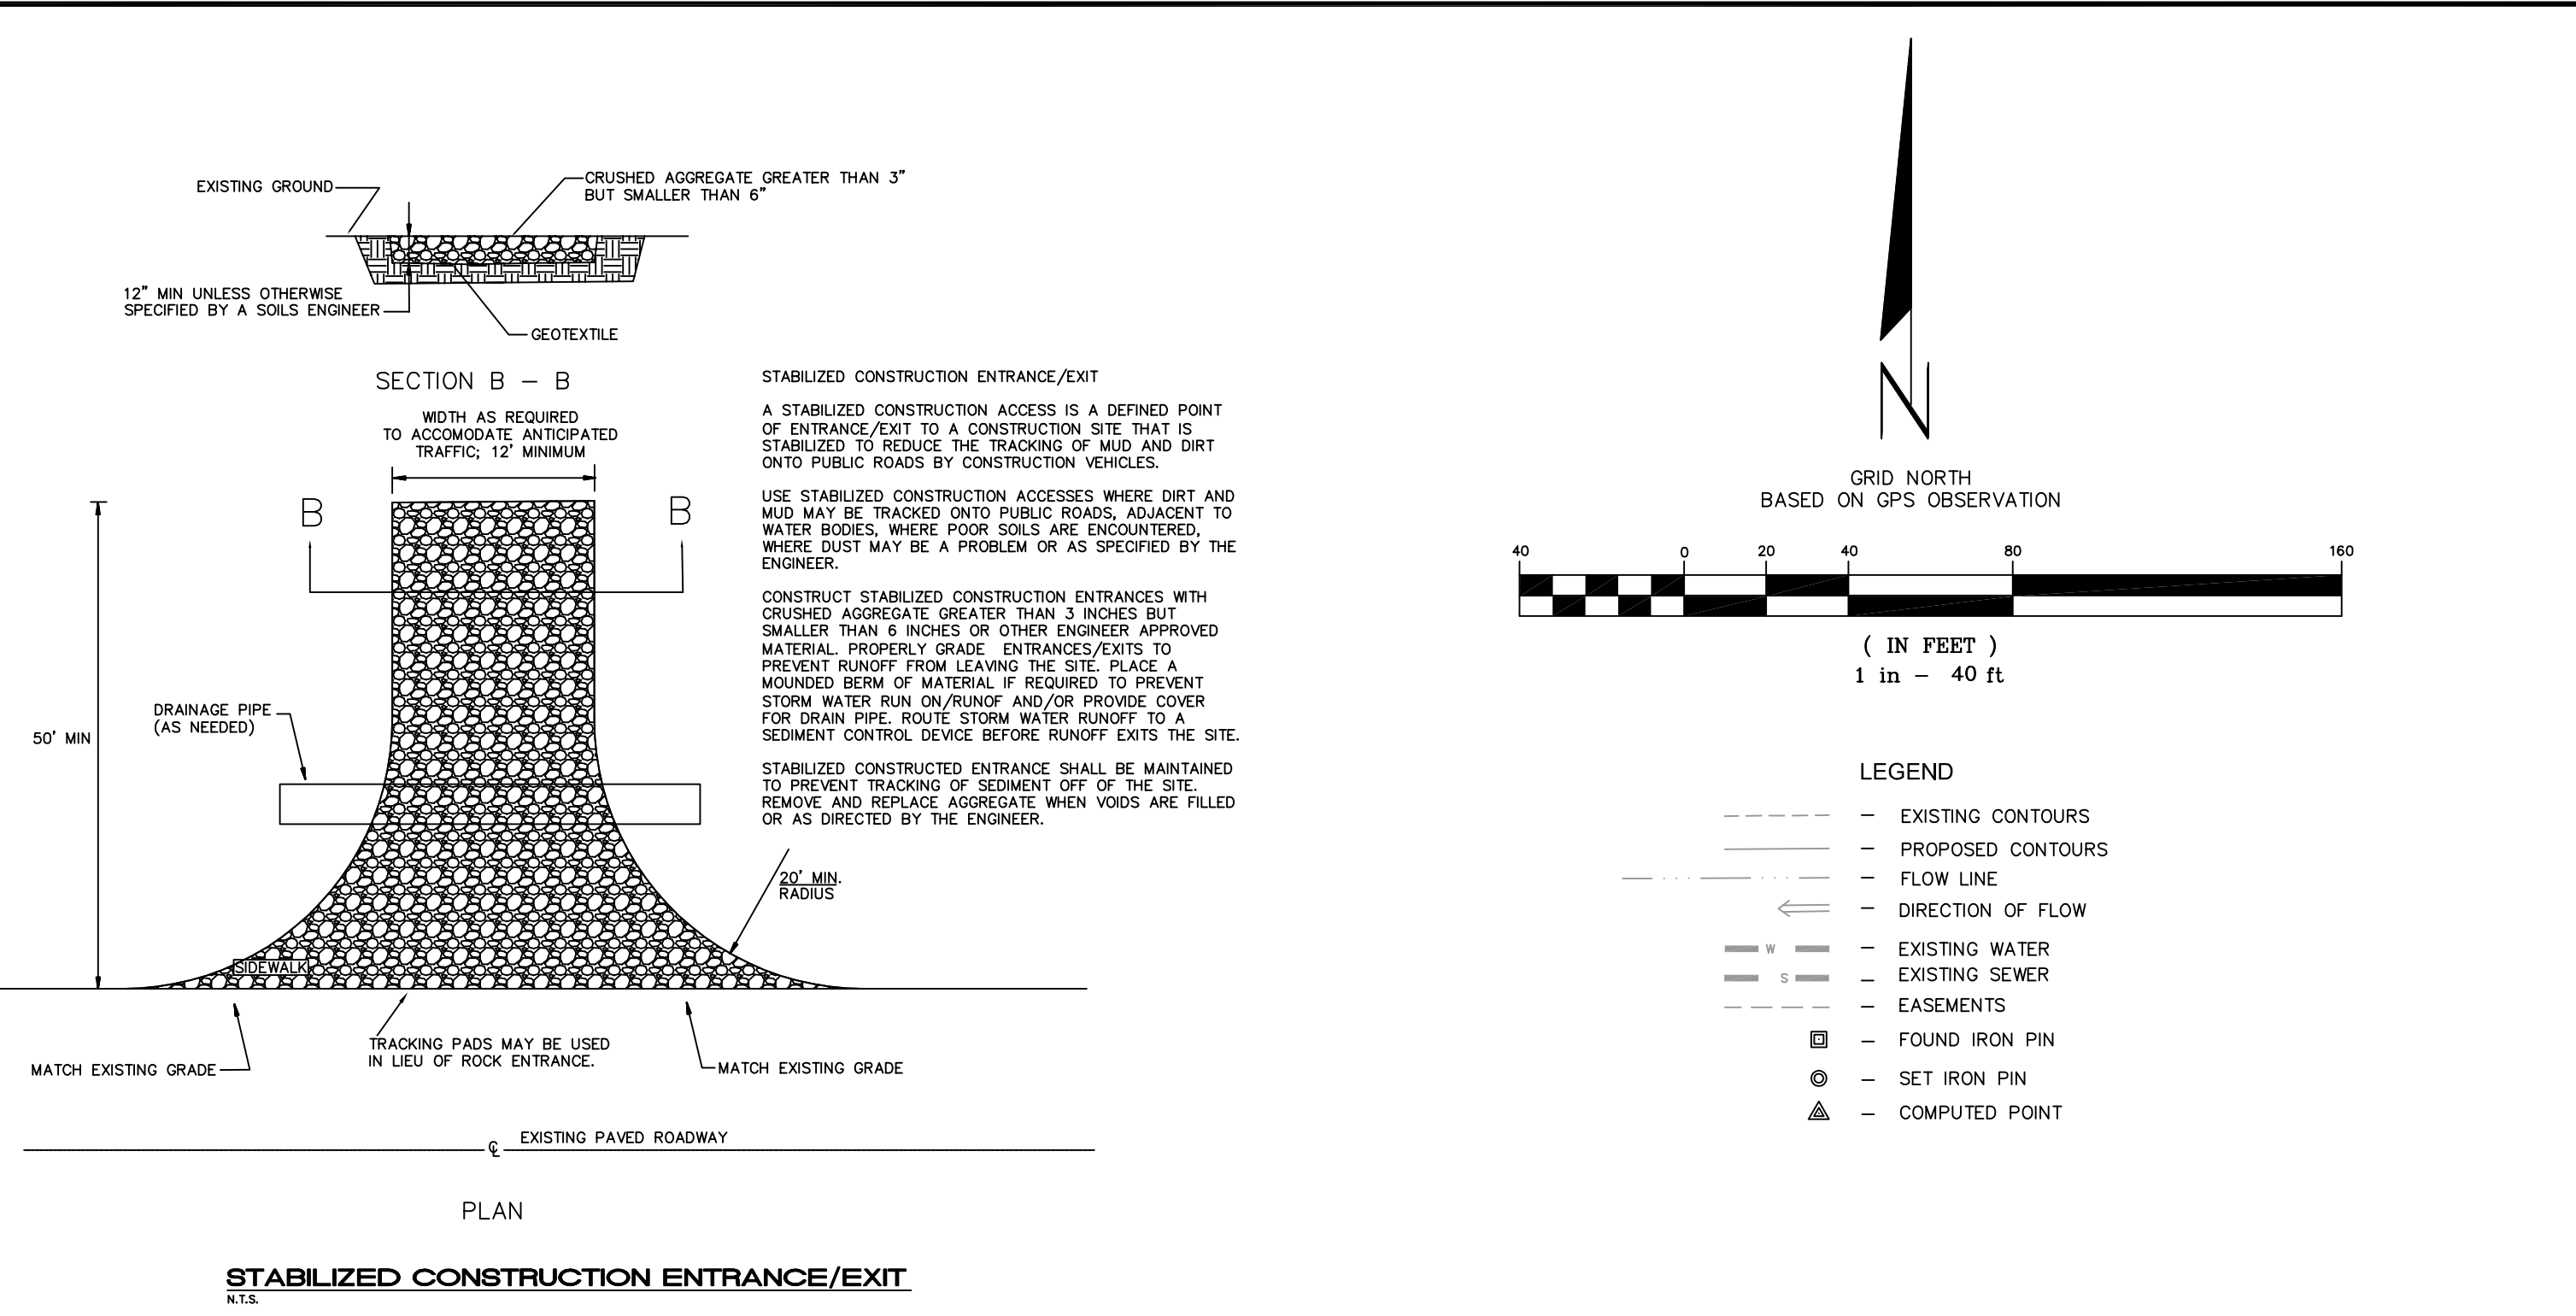 EXISTING GROUND
CRUSHED AGGREGATE GREATER THAN 3"
BUT SMALLER THAN 6"
12" MIN UNLESS OTHERWISE
SPECIFIED BY A SOILS ENGINEER
GEOTEXTILE
SECTION B – B
WIDTH AS REQUIRED
TO ACCOMODATE ANTICIPATED
TRAFFIC; 12' MINIMUM
B
B
50' MIN
DRAINAGE PIPE
(AS NEEDED)
SIDEWALK
20' MIN.
RADIUS
MATCH EXISTING GRADE
TRACKING PADS MAY BE USED
IN LIEU OF ROCK ENTRANCE.
MATCH EXISTING GRADE
℄ EXISTING PAVED ROADWAY
PLAN
STABILIZED CONSTRUCTION ENTRANCE/EXIT
N.T.S.
STABILIZED CONSTRUCTION ENTRANCE/EXIT
A STABILIZED CONSTRUCTION ACCESS IS A DEFINED POINT
OF ENTRANCE/EXIT TO A CONSTRUCTION SITE THAT IS
STABILIZED TO REDUCE THE TRACKING OF MUD AND DIRT
ONTO PUBLIC ROADS BY CONSTRUCTION VEHICLES.
USE STABILIZED CONSTRUCTION ACCESSES WHERE DIRT AND
MUD MAY BE TRACKED ONTO PUBLIC ROADS, ADJACENT TO
WATER BODIES, WHERE POOR SOILS ARE ENCOUNTERED,
WHERE DUST MAY BE A PROBLEM OR AS SPECIFIED BY THE
ENGINEER.
CONSTRUCT STABILIZED CONSTRUCTION ENTRANCES WITH
CRUSHED AGGREGATE GREATER THAN 3 INCHES BUT
SMALLER THAN 6 INCHES OR OTHER ENGINEER APPROVED
MATERIAL. PROPERLY GRADE ENTRANCES/EXITS TO
PREVENT RUNOFF FROM LEAVING THE SITE. PLACE A
MOUNDED BERM OF MATERIAL IF REQUIRED TO PREVENT
STORM WATER RUN ON/RUNOF AND/OR PROVIDE COVER
FOR DRAIN PIPE. ROUTE STORM WATER RUNOFF TO A
SEDIMENT CONTROL DEVICE BEFORE RUNOFF EXITS THE SITE.
STABILIZED CONSTRUCTED ENTRANCE SHALL BE MAINTAINED
TO PREVENT TRACKING OF SEDIMENT OFF OF THE SITE.
REMOVE AND REPLACE AGGREGATE WHEN VOIDS ARE FILLED
OR AS DIRECTED BY THE ENGINEER.
N
GRID NORTH
BASED ON GPS OBSERVATION
40 0 20 40 80 160
( IN FEET )
1 in – 40 ft
LEGEND
– EXISTING CONTOURS
– PROPOSED CONTOURS
– FLOW LINE
– DIRECTION OF FLOW
W – EXISTING WATER
S – EXISTING SEWER
– EASEMENTS
– FOUND IRON PIN
– SET IRON PIN
– COMPUTED POINT